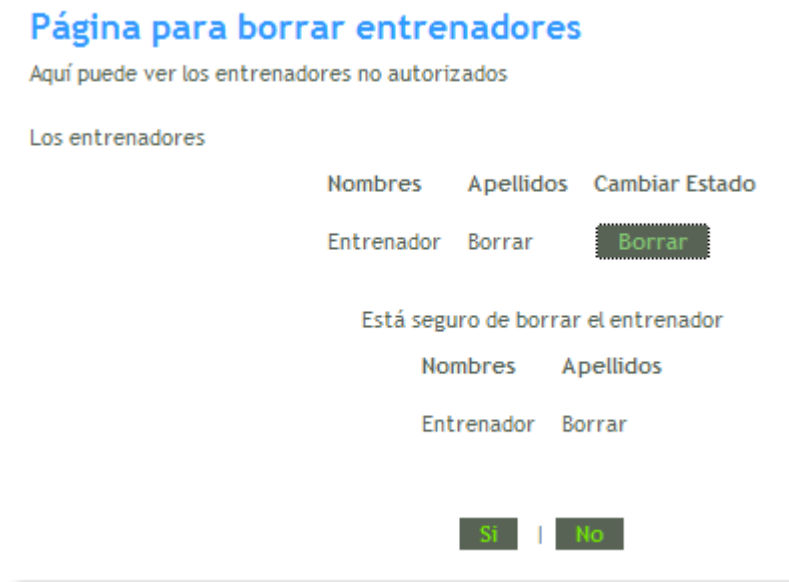 Página para borrar entrenadores
Aquí puede ver los entrenadores no autorizados
Los entrenadores
Nombres Apellidos Cambiar Estado
Entrenador Borrar Borrar
Está seguro de borrar el entrenador
Nombres Apellidos
Entrenador Borrar
Si | No